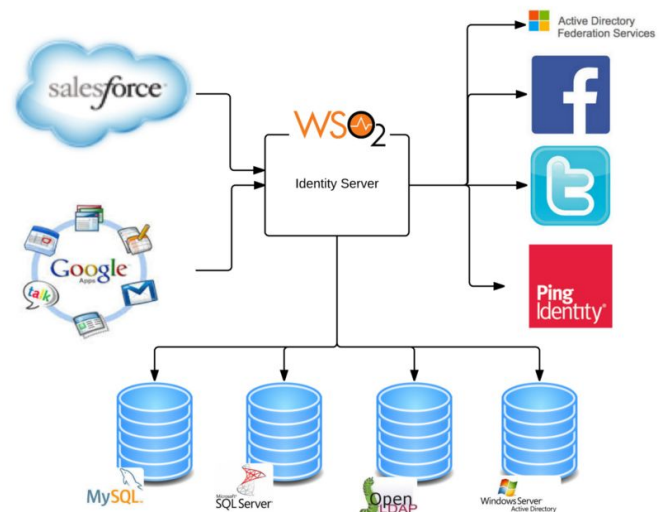 Active Directory
Federation Services
salesforce
WSO2
Identity Server
f
t
Google
Apps
talk
Ping
Identity®
MySQL
Microsoft®
SQL Server
Open
LDAP
Windows Server
Active Directory